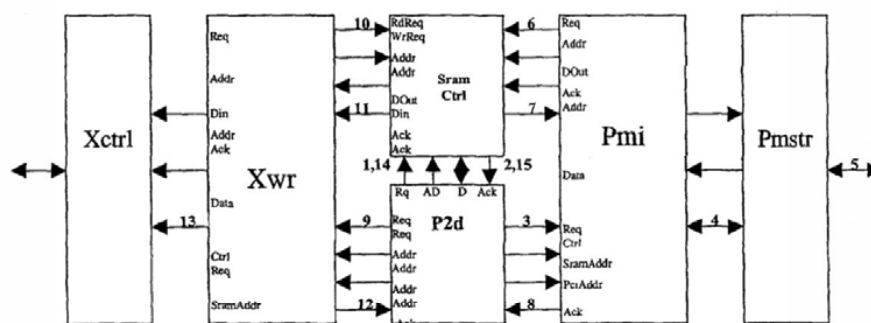 Xctrl
13
Req
Addr
Din
Addr
Ack
Xwr
Data
Ctrl
Req
SramAddr
10
11
1,14
9
12
RdReq
WrReq
Addr
Addr
Sram
Ctrl
DOut
Din
Ack
Ack
2,15
Rq AD D Ack
P2d
Req
Req
Addr
Addr
Addr
Addr
Ack
6
7
3
8
Req
Addr
DOut
Ack
Addr
Pmi
Data
Req
Ctrl
SramAddr
PciAddr
Ack
4
Pmstr
5